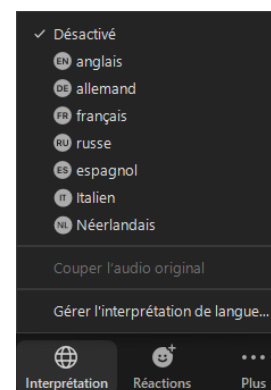 ✓ Désactivé
EN anglais
DE allemand
FR français
RU russe
ES espagnol
IT Italien
NL Néerlandais
Couper l'audio original
Gérer l'interprétation de langue...
Interprétation Réactions Plus